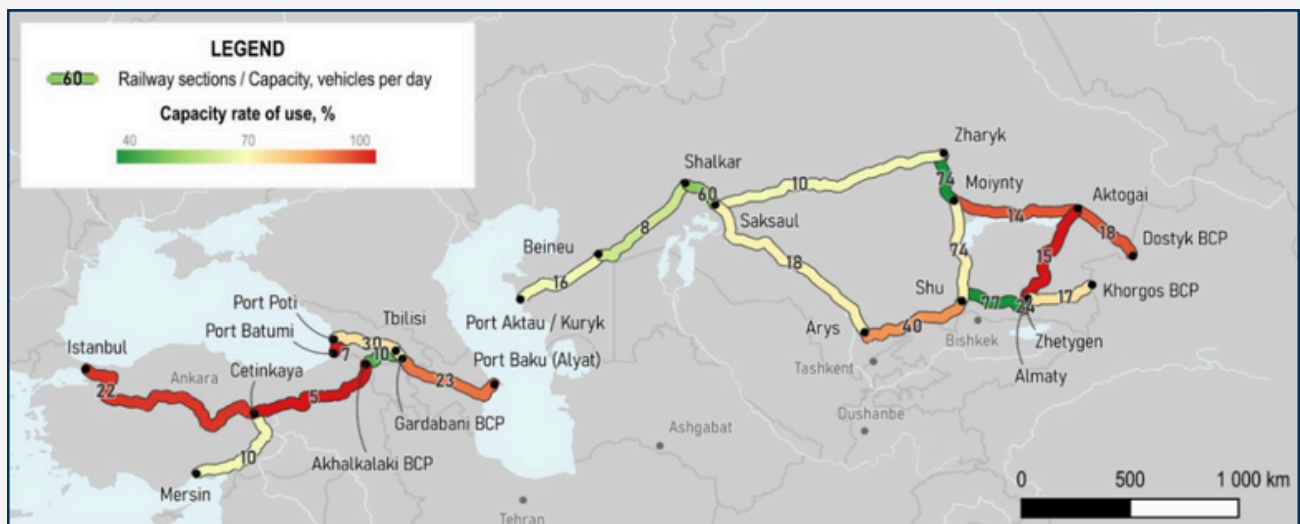 LEGEND
60
Railway sections / Capacity, vehicles per day
Capacity rate of use, %
40 70 100
Zharyk
Shalkar
74
Moiynty
60
10
Aktogai
Saksaul
14
18
Dostyk BCP
Beineu
8
74
15
16
18
Khorgos BCP
Port Poti
Shu
77
24
17
Port Aktau / Kuryk
Tbilisi
Port Batumi
30
Arys
40
Bishkek
Zhetygen
Istanbul
7
10
Port Baku (Alyat)
Tashkent
Almaty
Ankara
Cetinkaya
22
5
23
Gardabani BCP
Dushanbe
Ashgabat
10
Akhalkalaki BCP
Mersin
0 500 1 000 km
Tehran